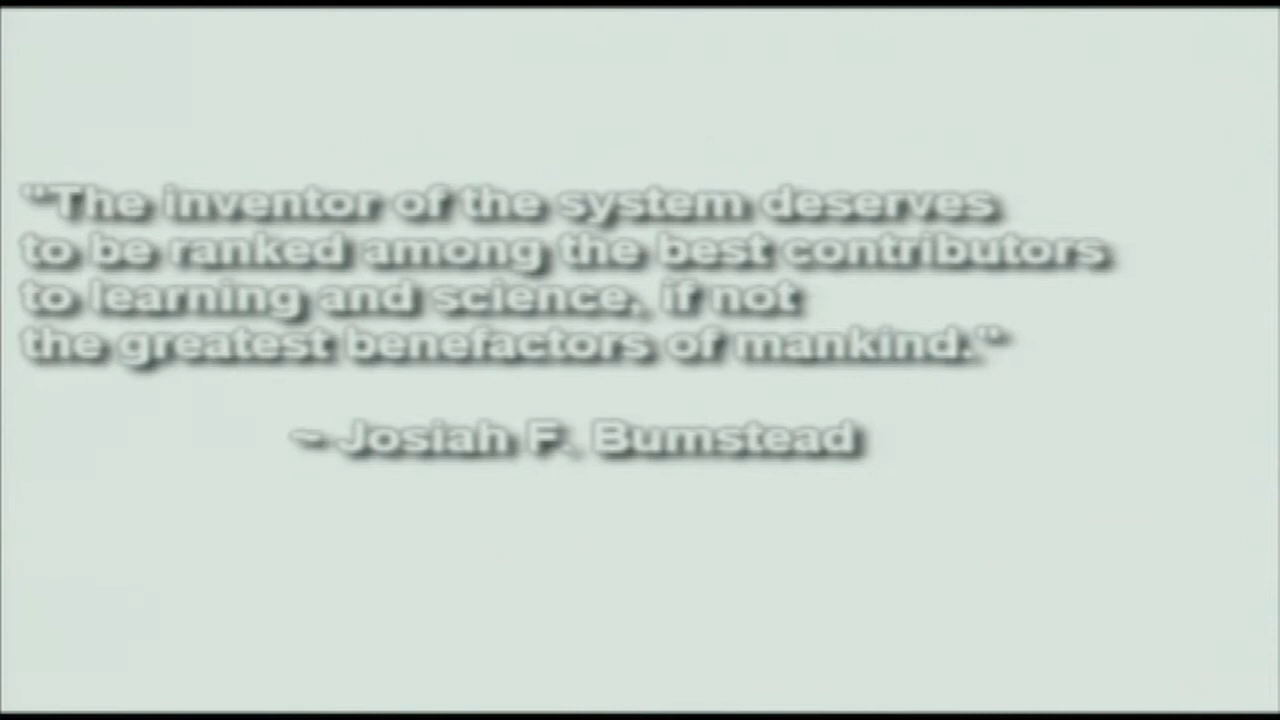 "The inventor of the system deserves
to be ranked among the best contributors
to learning and science, if not
the greatest benefactors of mankind."
~ Josiah F. Bumstead